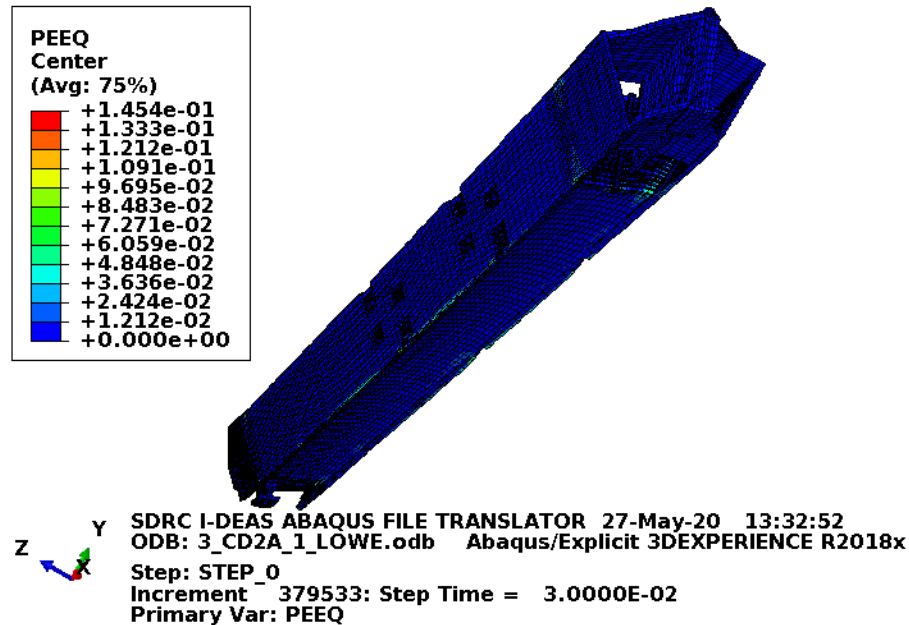 PEEQ
Center
(Avg: 75%)
+1.454e-01
+1.333e-01
+1.212e-01
+1.091e-01
+9.695e-02
+8.483e-02
+7.271e-02
+6.059e-02
+4.848e-02
+3.636e-02
+2.424e-02
+1.212e-02
+0.000e+00
Y
Z
X
SDRC I-DEAS ABAQUS FILE TRANSLATOR 27-May-20 13:32:52
ODB: 3_CD2A_1_LOWE.odb Abaqus/Explicit 3DEXPERIENCE R2018x
Step: STEP_0
Increment 379533: Step Time = 3.0000E-02
Primary Var: PEEQ